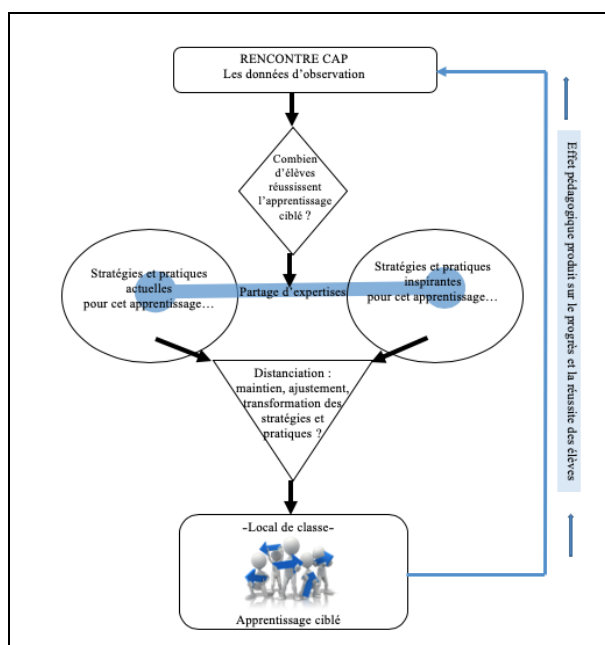 RENCONTRE CAP
Les données d'observation
Combien
d'élèves
réussissent
l'apprentissage
ciblé ?
Stratégies et pratiques
actuelles
pour cet apprentissage…
Partage d'expertises
Stratégies et pratiques
inspirantes
pour cet apprentissage…
Distanciation :
maintien, ajustement,
transformation des
stratégies et
pratiques ?
-Local de classe-
Apprentissage ciblé
Effet pédagogique produit sur le progrès et la réussite des élèves